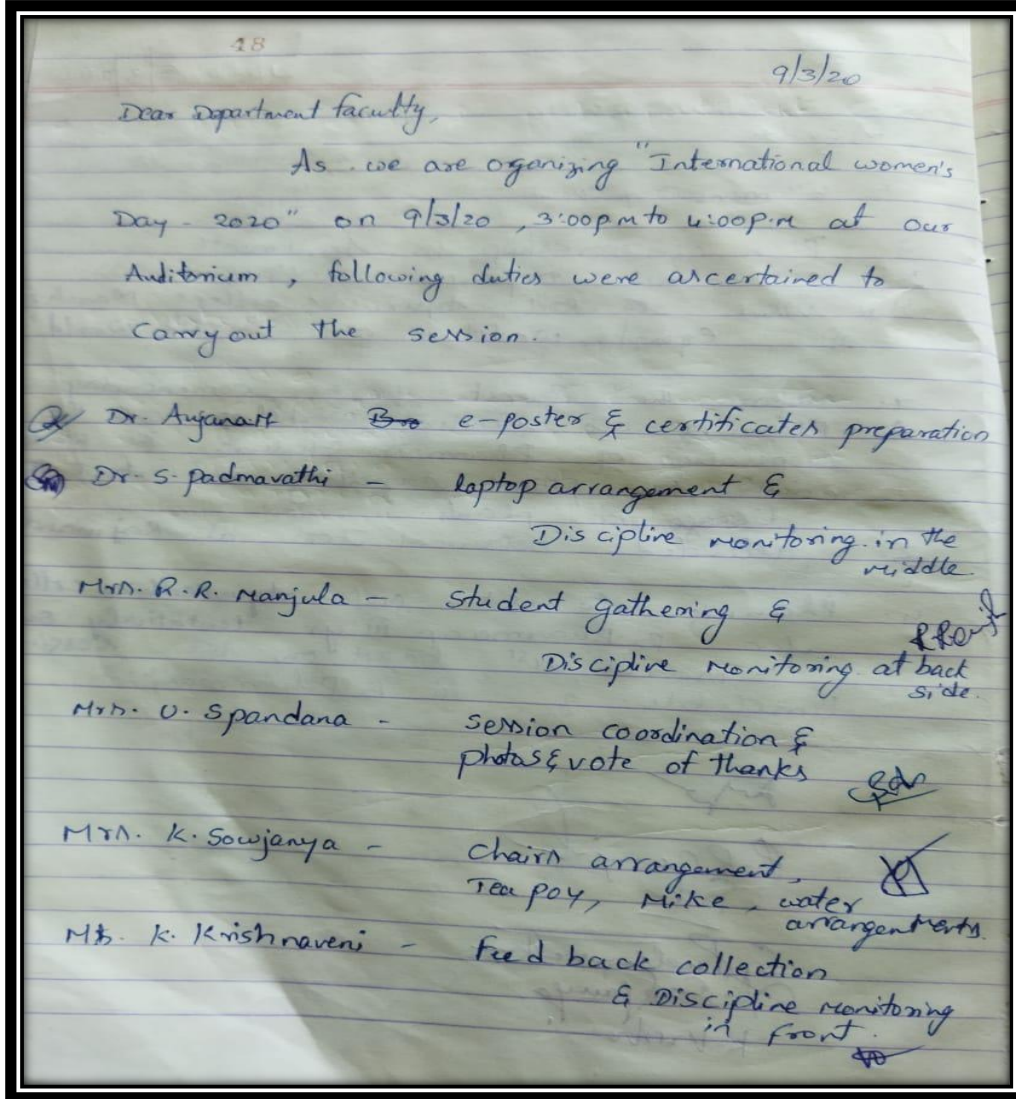 48
9/3/20
Dear Department faculty,
As we are oganizing "International women's
Day - 2020" on 9/3/20, 3:00p.m to 4:00p.m at our
Auditorium, following duties were ascertained to
Carryout the session.
Dr. e-poster & certificates preparation
Dr. S. Padmavathi - laptop arrangement &
Discipline monitoring in the
middle.
Mrs. R.R. Manjula - Student gathering &
Discipline monitoring at back
side.
Mrs. U. Spandana - Session coordination &
photos & vote of thanks
Mrs. K. Sowjanya - Chairs arrangement,
Tea poy, Mike, water
arrangements.
Ms. K. Krishnaveni - Feed back collection
& Discipline monitoring
in front.